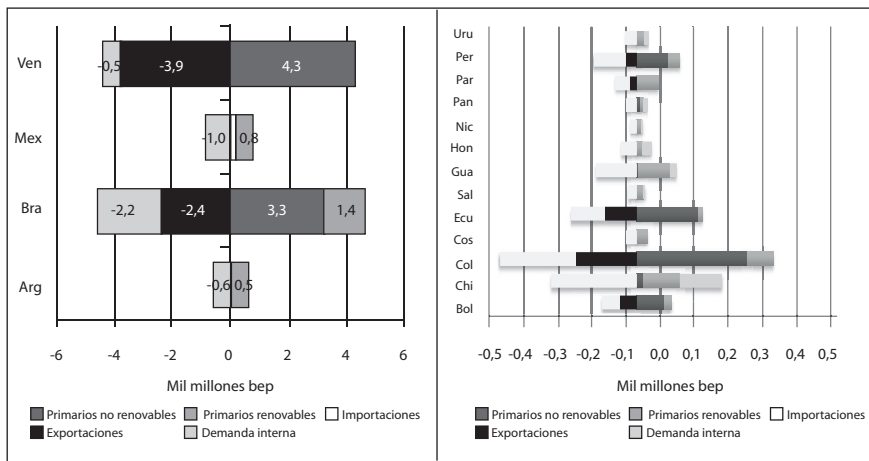 Ven
-0,5
-3,9
4,3
Mex
-1,0
0,8
Bra
-2,2
-2,4
3,3
1,4
Arg
-0,6
0,5
-6 -4 -2 0 2 4 6
Mil millones bep
Primarios no renovables Primarios renovables Importaciones
Exportaciones Demanda interna
Uru
Per
Par
Pan
Nic
Hon
Gua
Sal
Ecu
Cos
Col
Chi
Bol
-0,5 -0,3 -0,2 -0,1 0,0 0,1 0,2 0,3 0,5
Mil millones bep
Primarios no renovables Primarios renovables Importaciones
Exportaciones Demanda interna